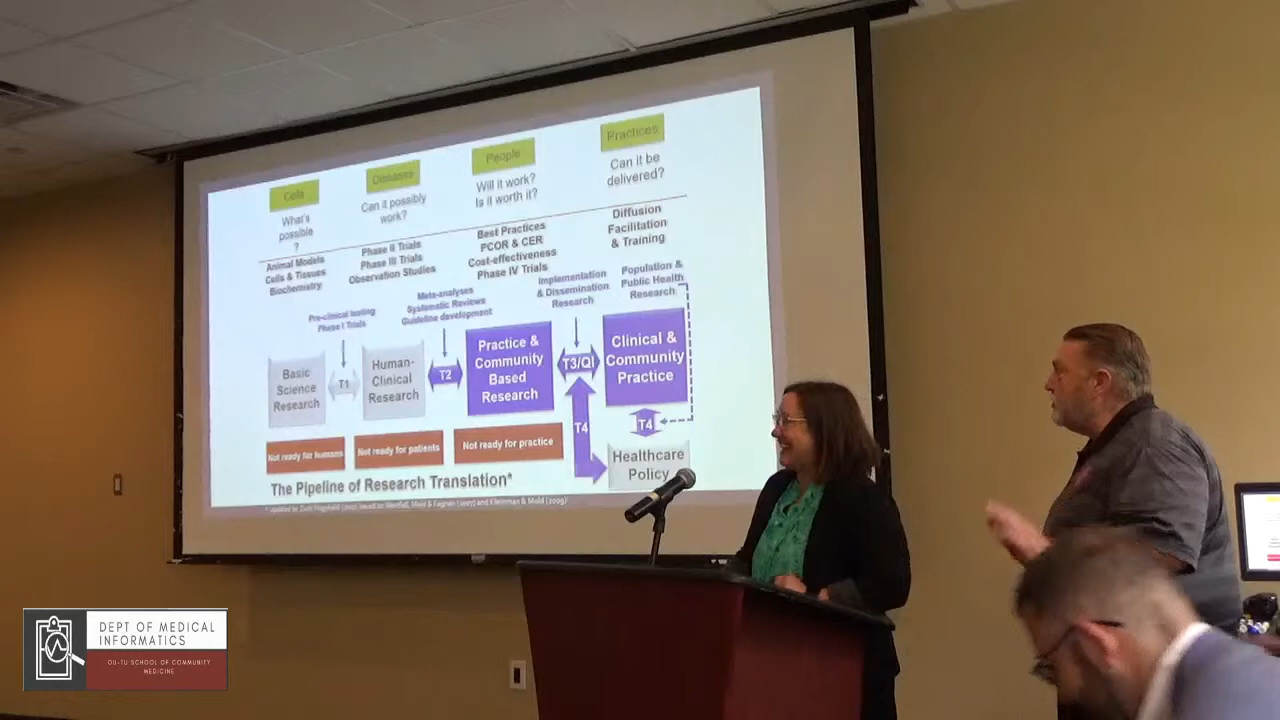 Cells
Diseases
People
Practices
What's
possible
?
Can it possibly
work?
Will it work?
Is it worth it?
Can it be
delivered?
Animal Models
Cells & Tissues
Biochemistry
Phase II Trials
Phase III Trials
Observation Studies
Best Practices
PCOR & CER
Cost-effectiveness
Phase IV Trials
Diffusion
Facilitation
& Training
Pre-clinical testing
Phase I Trials
Meta-analyses
Systematic Reviews
Guideline development
Implementation
& Dissemination
Research
Population &
Public Health
Research
Basic
Science
Research
T1
Human-
Clinical
Research
T2
Practice &
Community
Based
Research
T3/QI
Clinical &
Community
Practice
T4
T4
Healthcare
Policy
Not ready for humans
Not ready for patients
Not ready for practice
The Pipeline of Research Translation*
DEPT OF MEDICAL
INFORMATICS
OU-TU SCHOOL OF COMMUNITY
MEDICINE